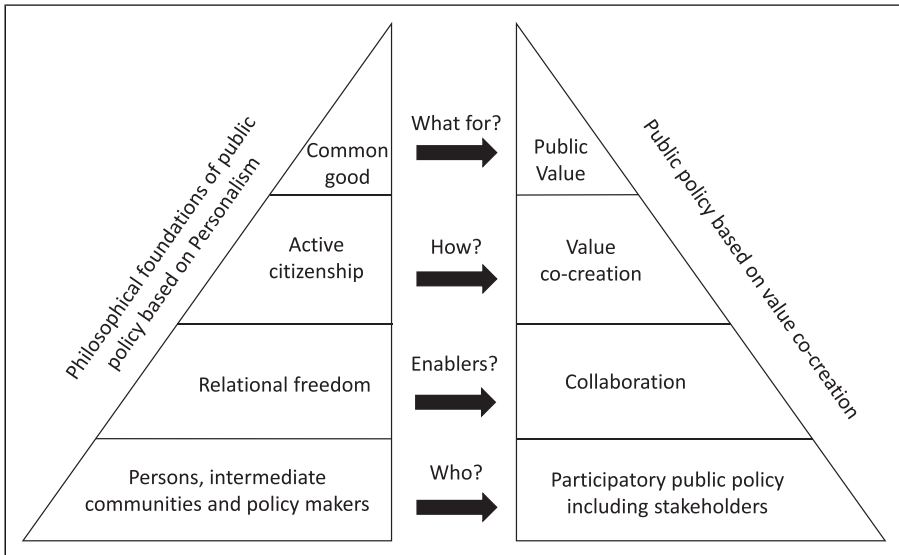 Philosophical foundations of public
policy based on Personalism
Common
good
What for?
Public
Value
Active
citizenship
How?
Value
co-creation
Relational freedom
Enablers?
Collaboration
Persons, intermediate
communities and policy makers
Who?
Participatory public policy
including stakeholders
Public policy based on value co-creation